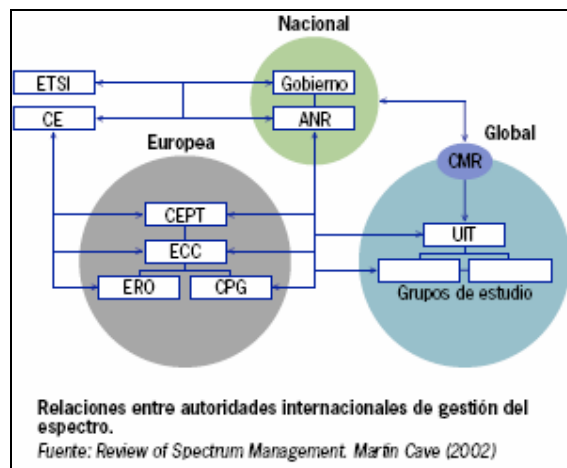 Nacional
ETSI
Gobierno
CE
ANR
Europea
Global
CMR
CEPT
UIT
ECC
ERO
CPG
Grupos de estudio
Relaciones entre autoridades internacionales de gestión del
espectro.
Fuente: Review of Spectrum Management. Martin Cave (2002)